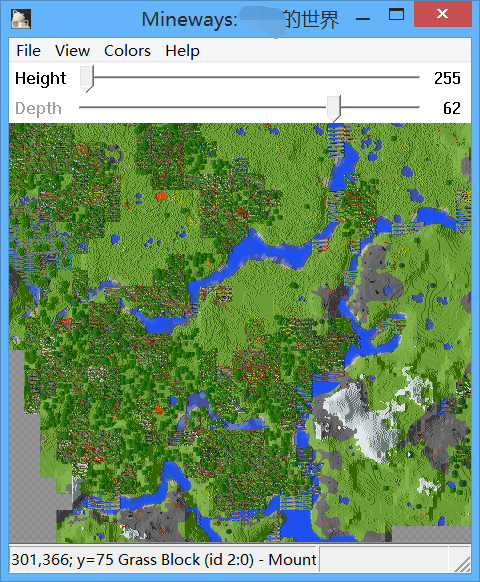 Mineways: 的世界
File View Colors Help
Height 255
Depth 62
301,366; y=75 Grass Block (id 2:0) - Mount